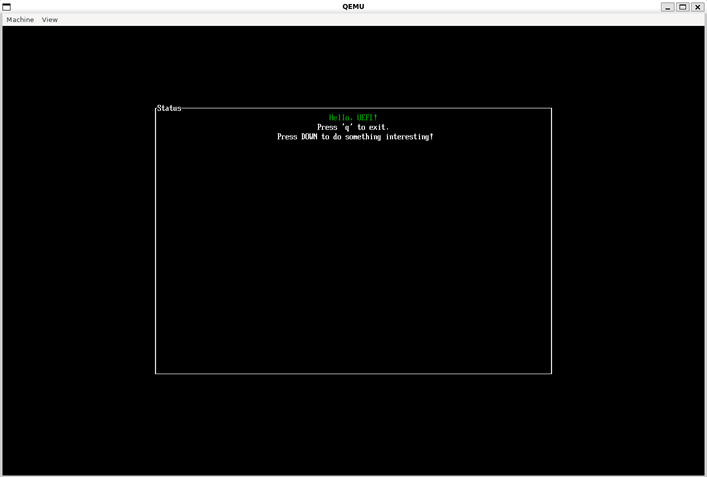 QEMU
Machine View
Status
Hello, UEFI!
Press 'q' to exit.
Press DOWN to do something interesting!